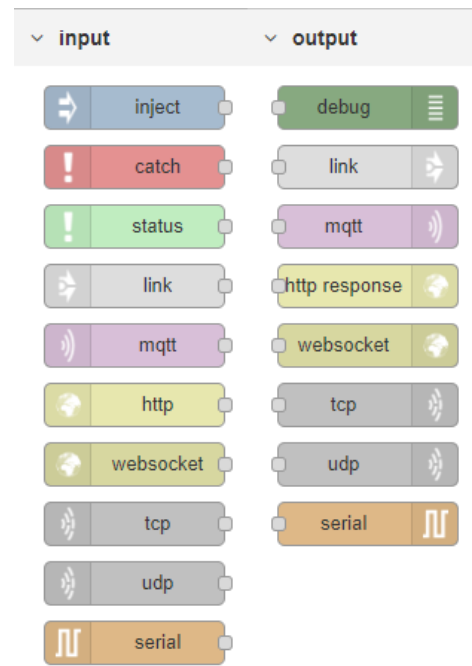 input
inject
catch
status
link
mqtt
http
websocket
tcp
udp
serial
output
debug
link
mqtt
http response
websocket
tcp
udp
serial